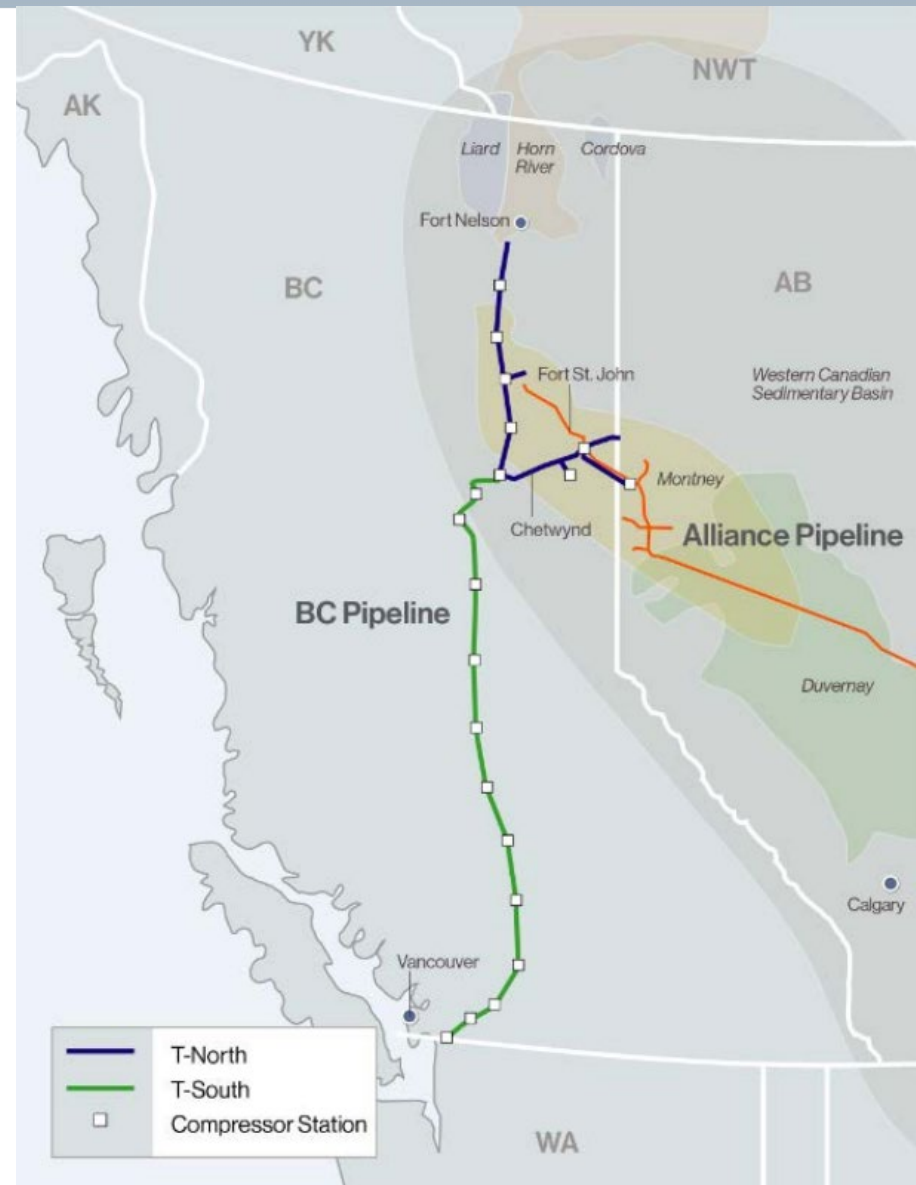 YK
NWT
AK
Liard
Horn
River
Cordova
Fort Nelson
BC
AB
Fort St. John
Western Canadian
Sedimentary Basin
Montney
Chetwynd
Alliance Pipeline
BC Pipeline
Duvernay
Calgary
Vancouver
T-North
T-South
Compressor Station
WA